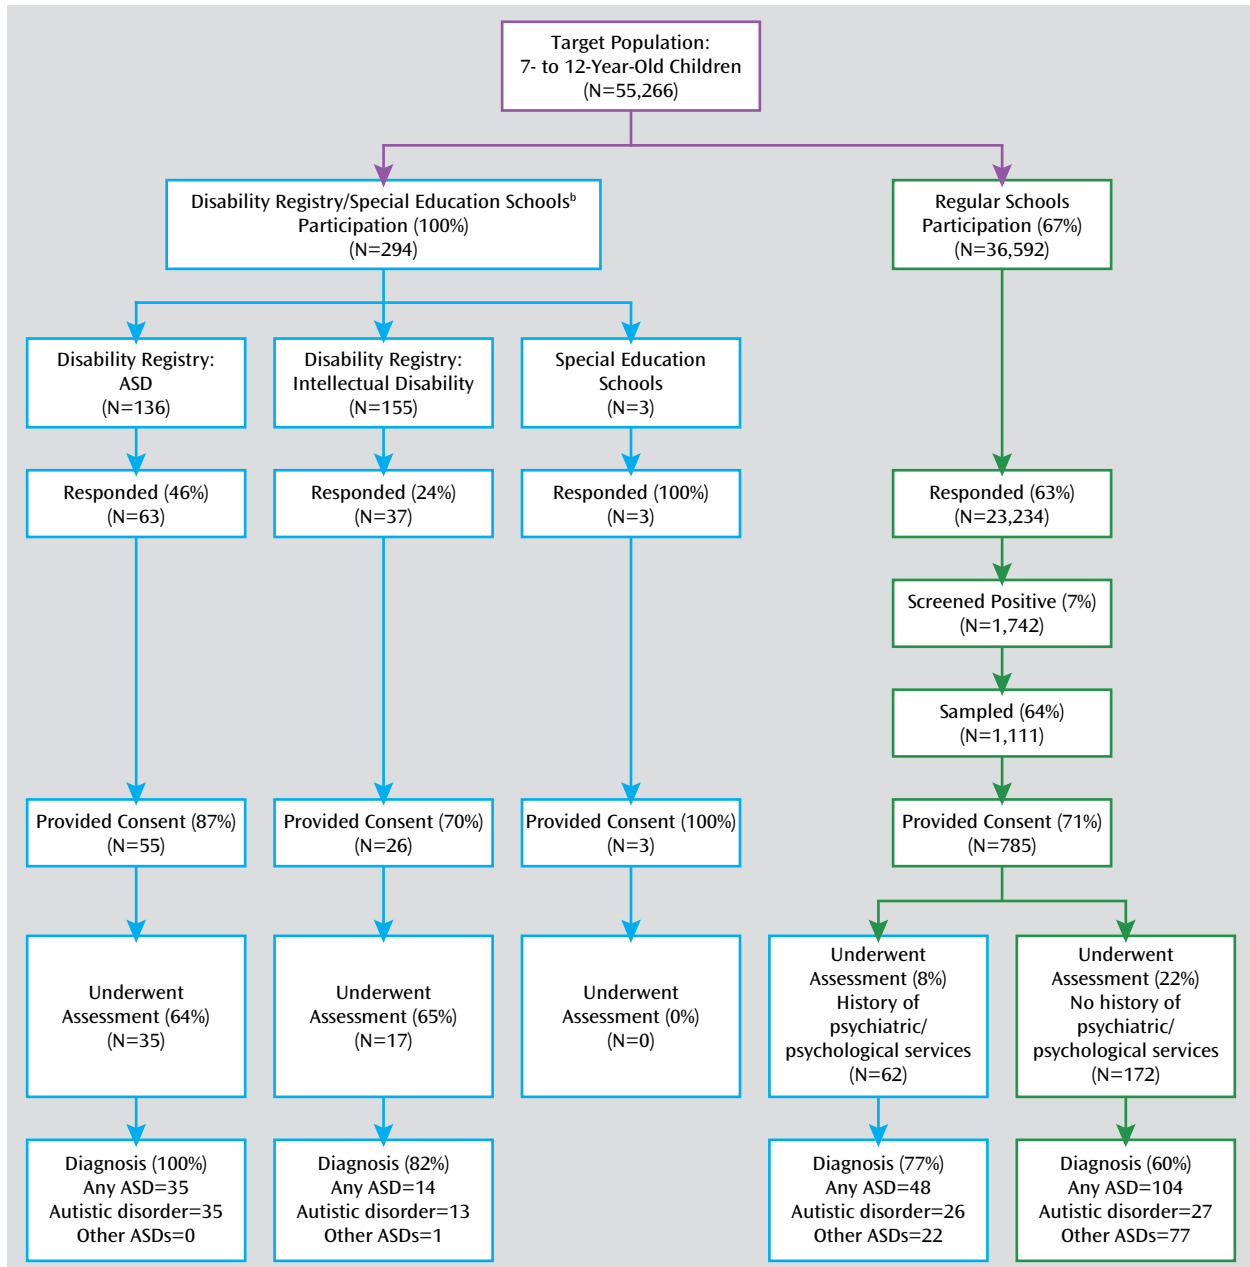 Target Population:
7- to 12-Year-Old Children
(N=55,266)
Disability Registry/Special Education Schoolsᵇ
Participation (100%)
(N=294)
Regular Schools
Participation (67%)
(N=36,592)
Disability Registry:
ASD
(N=136)
Disability Registry:
Intellectual Disability
(N=155)
Special Education
Schools
(N=3)
Responded (46%)
(N=63)
Responded (24%)
(N=37)
Responded (100%)
(N=3)
Responded (63%)
(N=23,234)
Screened Positive (7%)
(N=1,742)
Sampled (64%)
(N=1,111)
Provided Consent (87%)
(N=55)
Provided Consent (70%)
(N=26)
Provided Consent (100%)
(N=3)
Provided Consent (71%)
(N=785)
Underwent
Assessment (64%)
(N=35)
Underwent
Assessment (65%)
(N=17)
Underwent
Assessment (0%)
(N=0)
Underwent
Assessment (8%)
History of
psychiatric/
psychological services
(N=62)
Underwent
Assessment (22%)
No history of
psychiatric/
psychological services
(N=172)
Diagnosis (100%)
Any ASD=35
Autistic disorder=35
Other ASDs=0
Diagnosis (82%)
Any ASD=14
Autistic disorder=13
Other ASDs=1
Diagnosis (77%)
Any ASD=48
Autistic disorder=26
Other ASDs=22
Diagnosis (60%)
Any ASD=104
Autistic disorder=27
Other ASDs=77